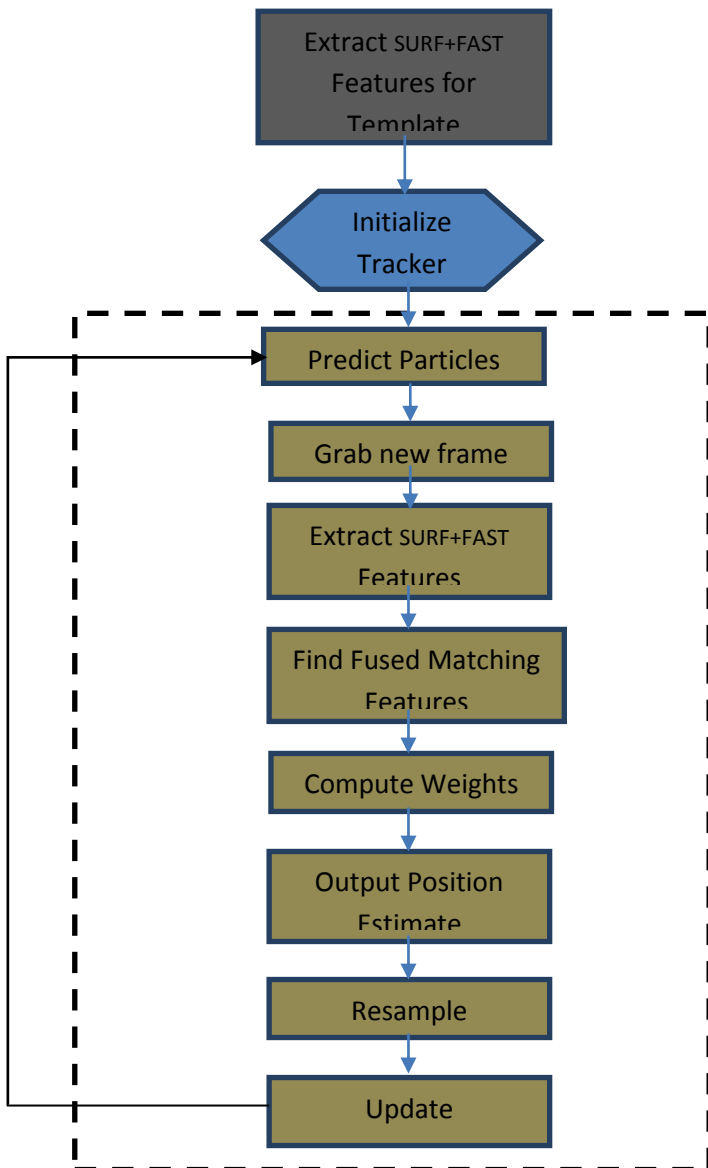 Extract SURF+FAST
Features for
Template
Initialize
Tracker
Predict Particles
Grab new frame
Extract SURF+FAST
Features
Find Fused Matching
Features
Compute Weights
Output Position
Estimate
Resample
Update